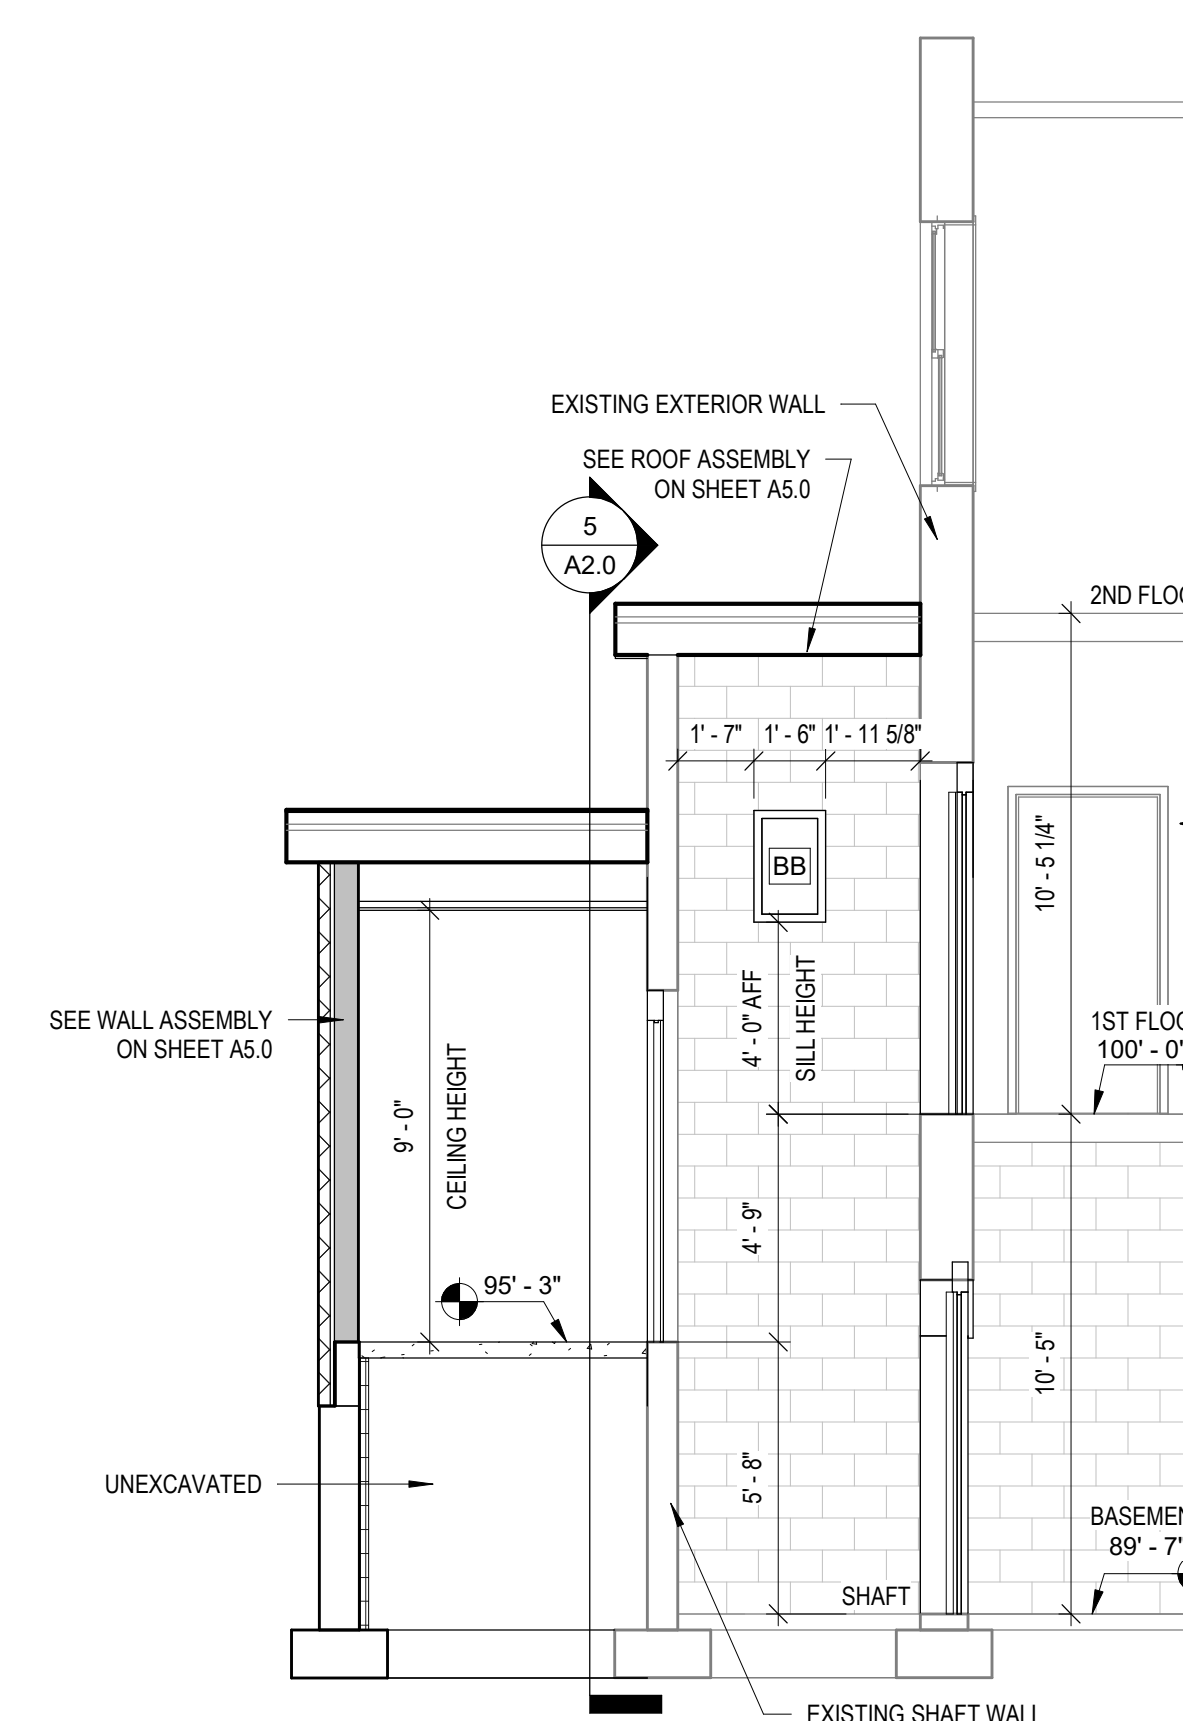 EXISTING EXTERIOR WALL
SEE ROOF ASSEMBLY
ON SHEET A5.0
5
A2.0
2ND FLOO
1' - 7"
1' - 6"
1' - 11 5/8"
BB
10' - 5 1/4"
4' - 0" AFF
SILL HEIGHT
SEE WALL ASSEMBLY
ON SHEET A5.0
1ST FLOO
100' - 0"
9' - 0"
CEILING HEIGHT
4' - 9"
95' - 3"
10' - 5"
5' - 8"
UNEXCAVATED
BASEMEN
89' - 7"
SHAFT
EXISTING SHAFT WALL